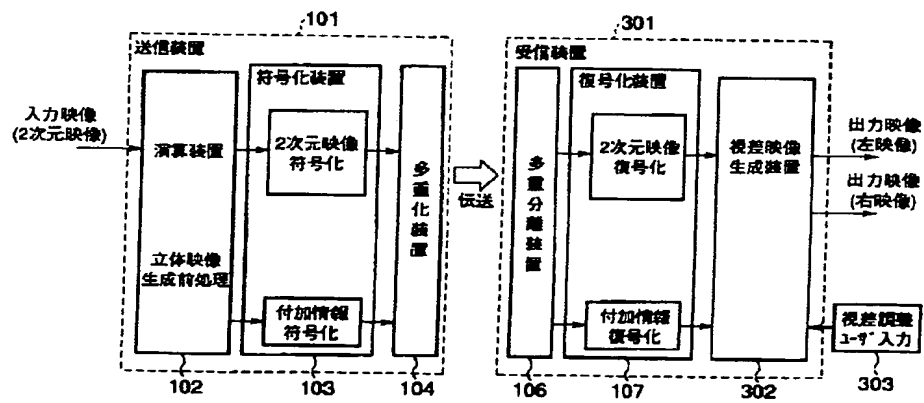 101
送信装置
入力映像
(2次元映像)
演算装置
立体映像
生成前処理
符号化装置
2次元映像
符号化
付加情報
符号化
多重化装置
102
103
104
伝送
301
受信装置
多重分離装置
復号化装置
2次元映像
復号化
付加情報
復号化
視差映像
生成装置
出力映像
(左映像)
出力映像
(右映像)
視差調整
ユーザ入力
106
107
302
303